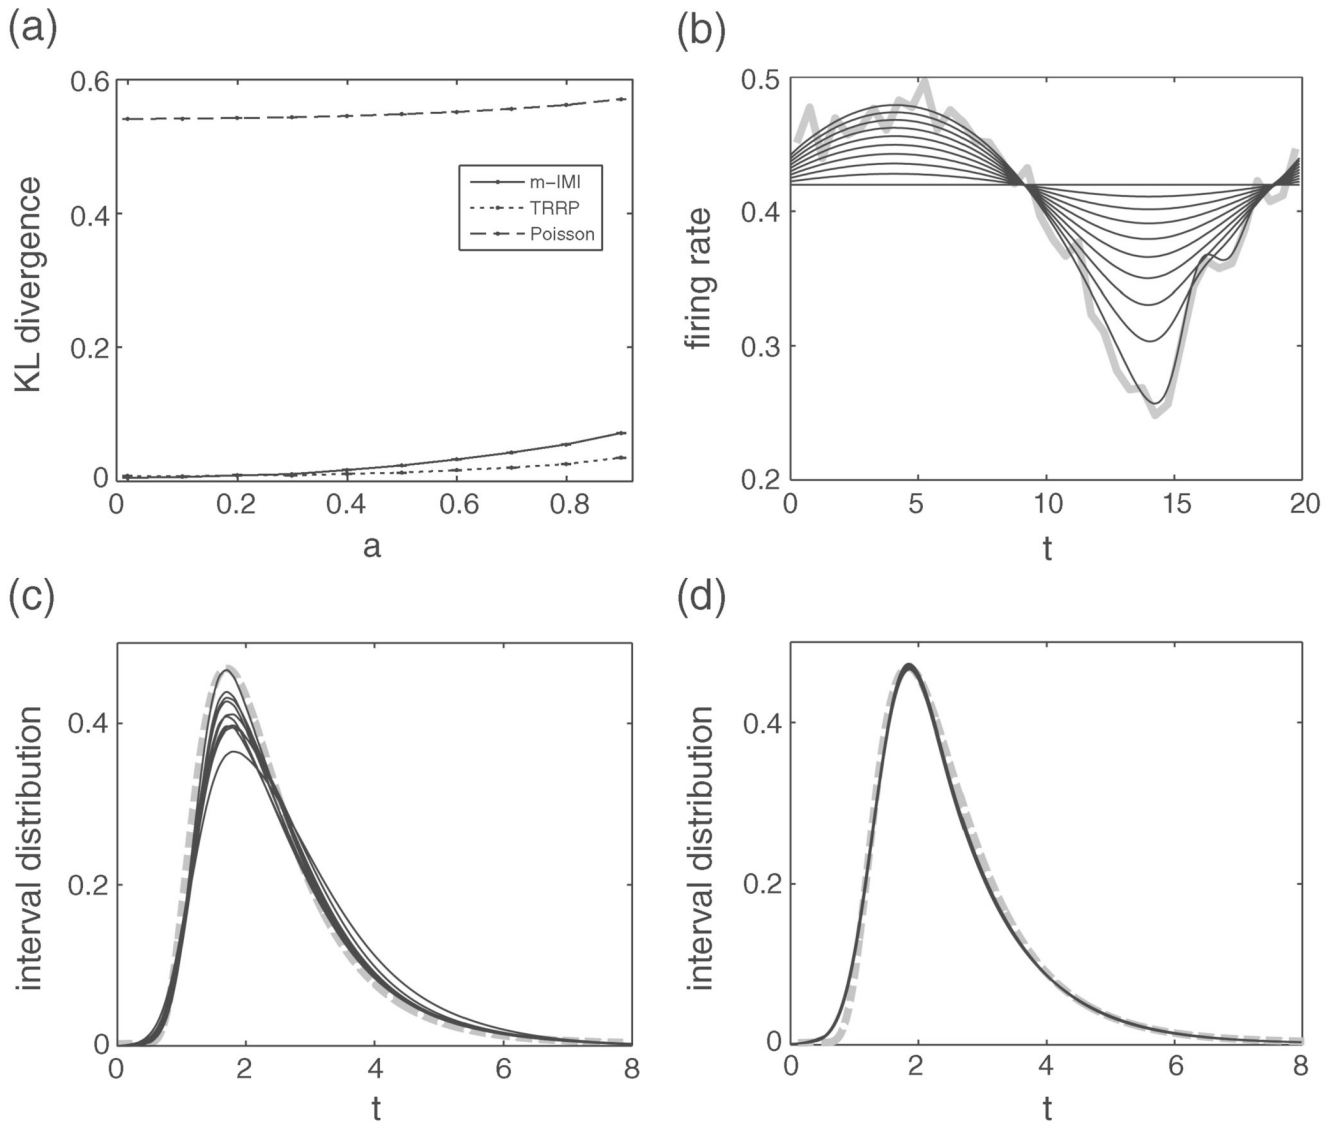 (a)
KL divergence
0.6
0.4
0.2
0
m-IMI
TRRP
Poisson
0
0.2
0.4
0.6
0.8
a
(b)
firing rate
0.5
0.4
0.3
0.2
0
5
10
15
20
t
(c)
interval distribution
0.4
0.2
0
0
2
4
6
8
t
(d)
interval distribution
0.4
0.2
0
0
2
4
6
8
t